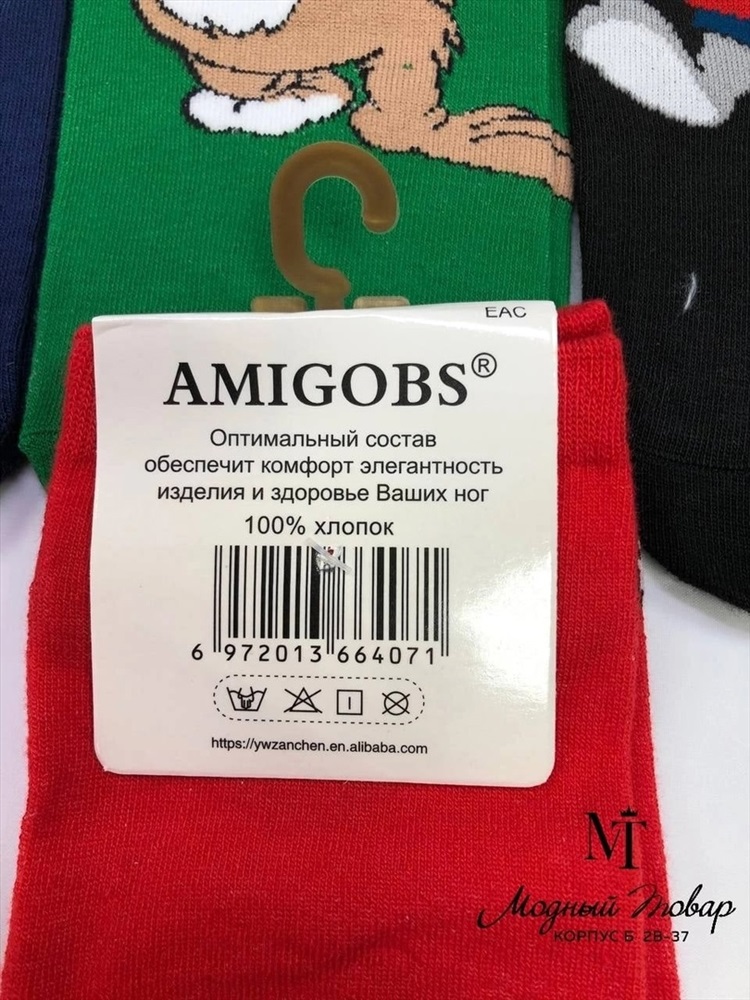 EAC
AMIGOBS®
Оптимальный состав
обеспечит комфорт элегантность
изделия и здоровье Ваших ног
100% хлопок
6 972013 664071
https://ywzanchen.en.alibaba.com
МТ
Модный Товар
КОРПУС Б 2В-37